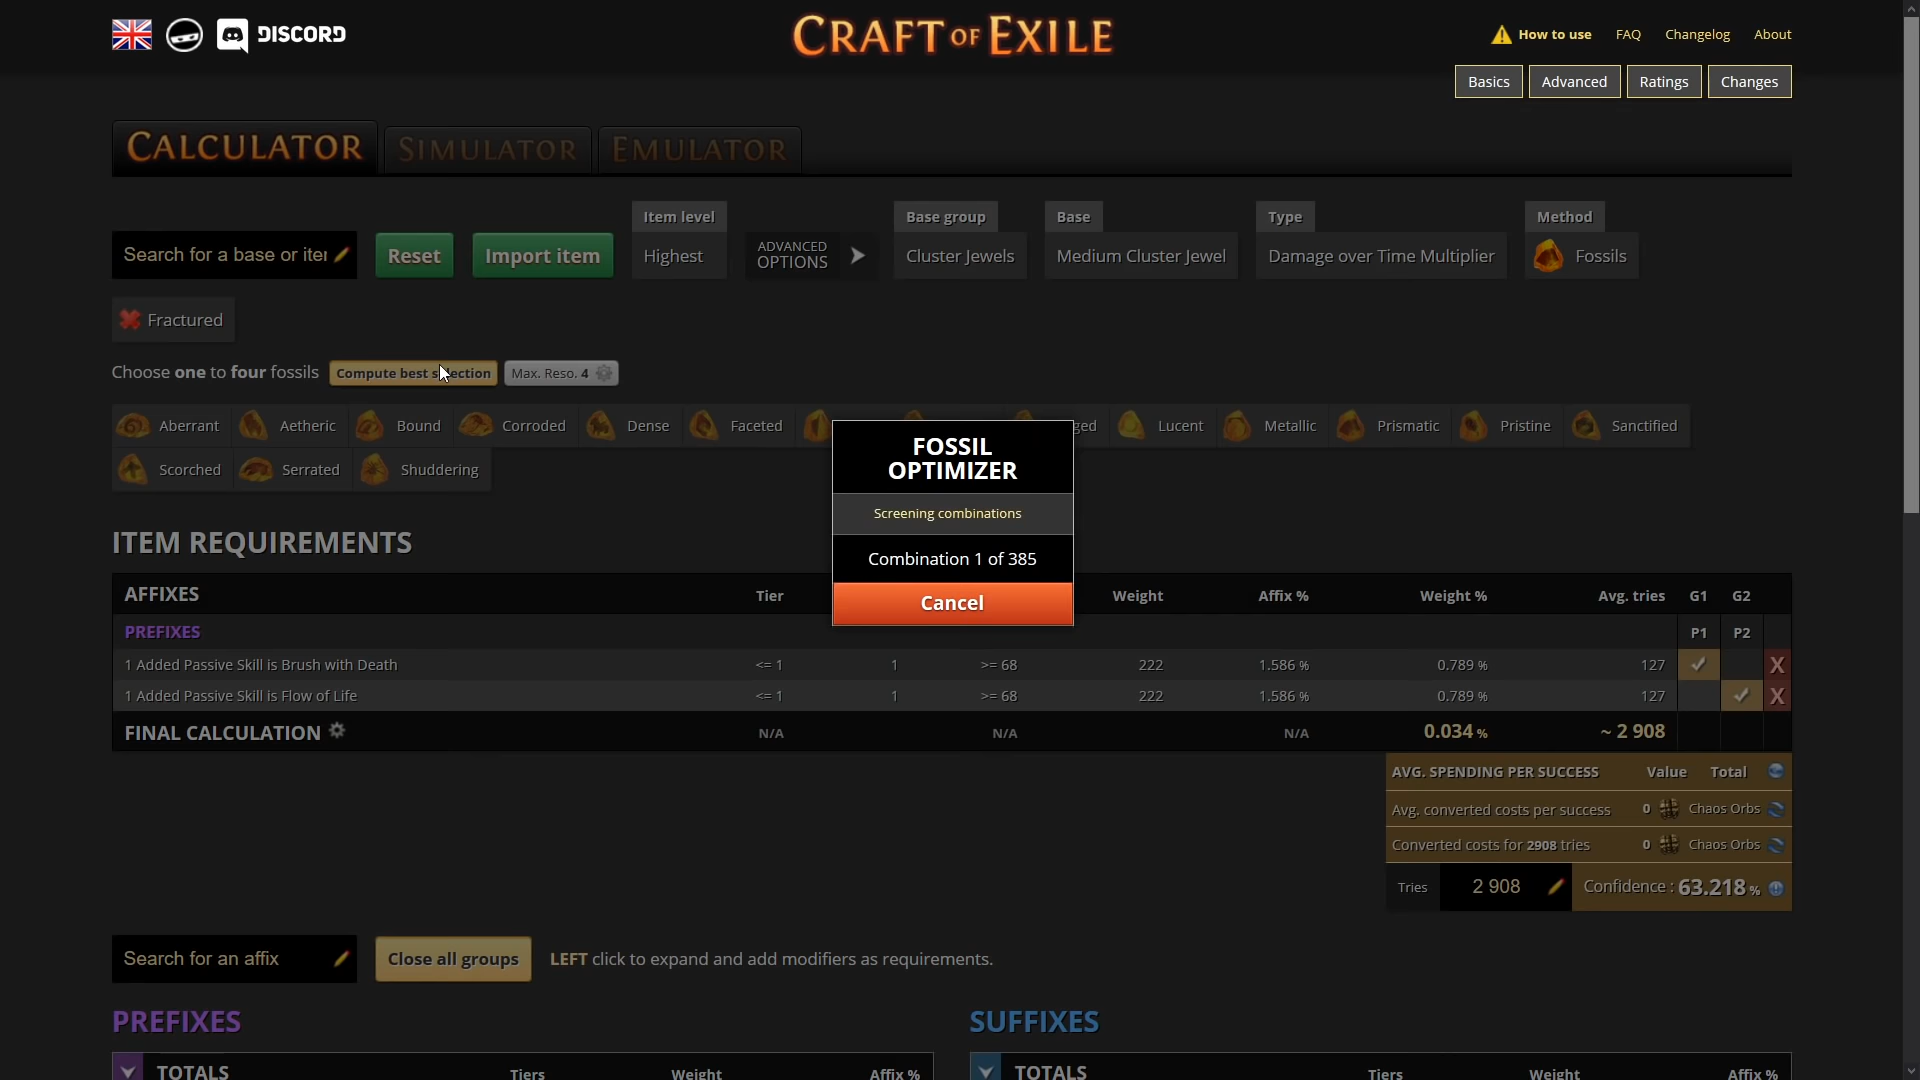 DISCORD
CRAFT OF EXILE
How to use FAQ Changelog About
Basics Advanced Ratings Changes
CALCULATOR SIMULATOR EMULATOR
Item level Base group Base Type Method
Search for a base or iter Reset Import item Highest ADVANCED OPTIONS Cluster Jewels Medium Cluster Jewel Damage over Time Multiplier Fossils
Fractured
Choose one to four fossils Compute best selection Max. Reso. 4
Aberrant Aetheric Bound Corroded Dense Faceted Lucent Metallic Prismatic Pristine Sanctified
Scorched Serrated Shuddering
FOSSIL
OPTIMIZER
Screening combinations
Combination 1 of 385
Cancel
ITEM REQUIREMENTS
AFFIXES Tier Weight Affix % Weight % Avg. tries G1 G2
PREFIXES P1 P2
1 Added Passive Skill is Brush with Death <= 1 1 >= 68 222 1.586 % 0.789 % 127 X
1 Added Passive Skill is Flow of Life <= 1 1 >= 68 222 1.586 % 0.789 % 127 X
FINAL CALCULATION N/A N/A N/A 0.034 % ~ 2 908
AVG. SPENDING PER SUCCESS Value Total
Avg. converted costs per success 0 Chaos Orbs
Converted costs for 2908 tries 0 Chaos Orbs
Tries 2 908 Confidence : 63.218 %
Search for an affix Close all groups LEFT click to expand and add modifiers as requirements.
PREFIXES SUFFIXES
TOTALS Tiers Weight Affix % TOTALS Tiers Weight Affix %